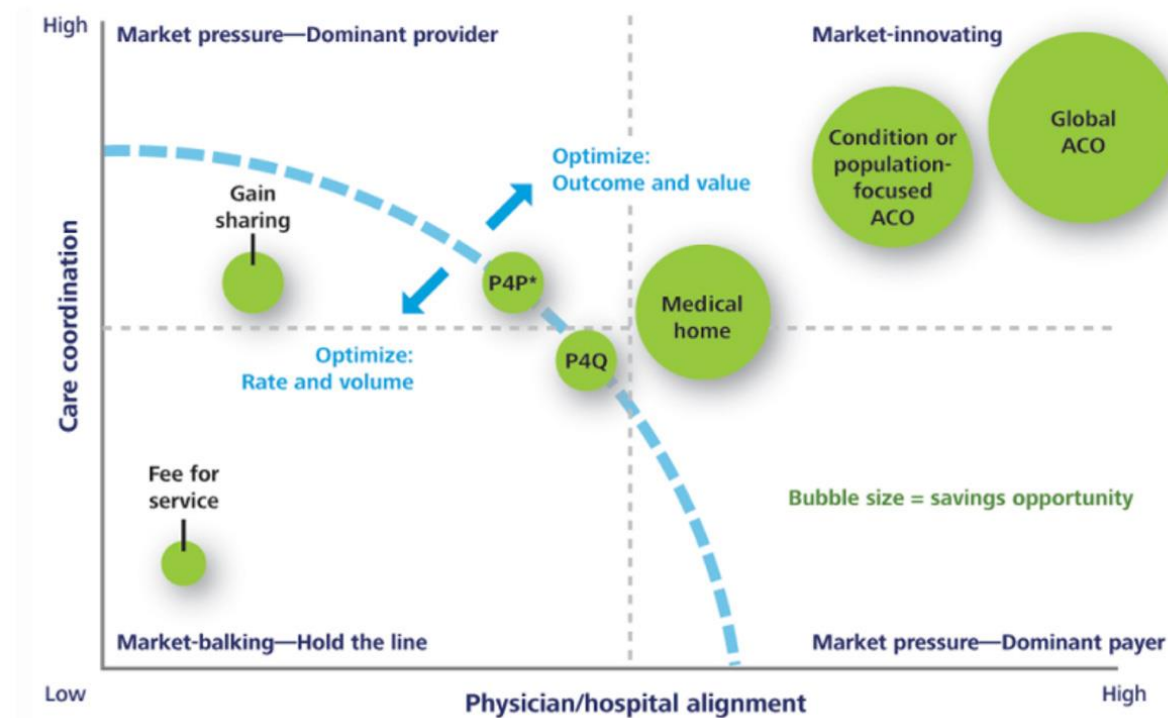 High
Market pressure—Dominant provider
Market-innovating
Global
ACO
Condition or
population-
focused
ACO
Optimize:
Outcome and value
Gain
sharing
P4P*
Medical
home
P4Q
Optimize:
Rate and volume
Care coordination
Fee for
service
Bubble size = savings opportunity
Market-balking—Hold the line
Market pressure—Dominant payer
Low
Physician/hospital alignment
High